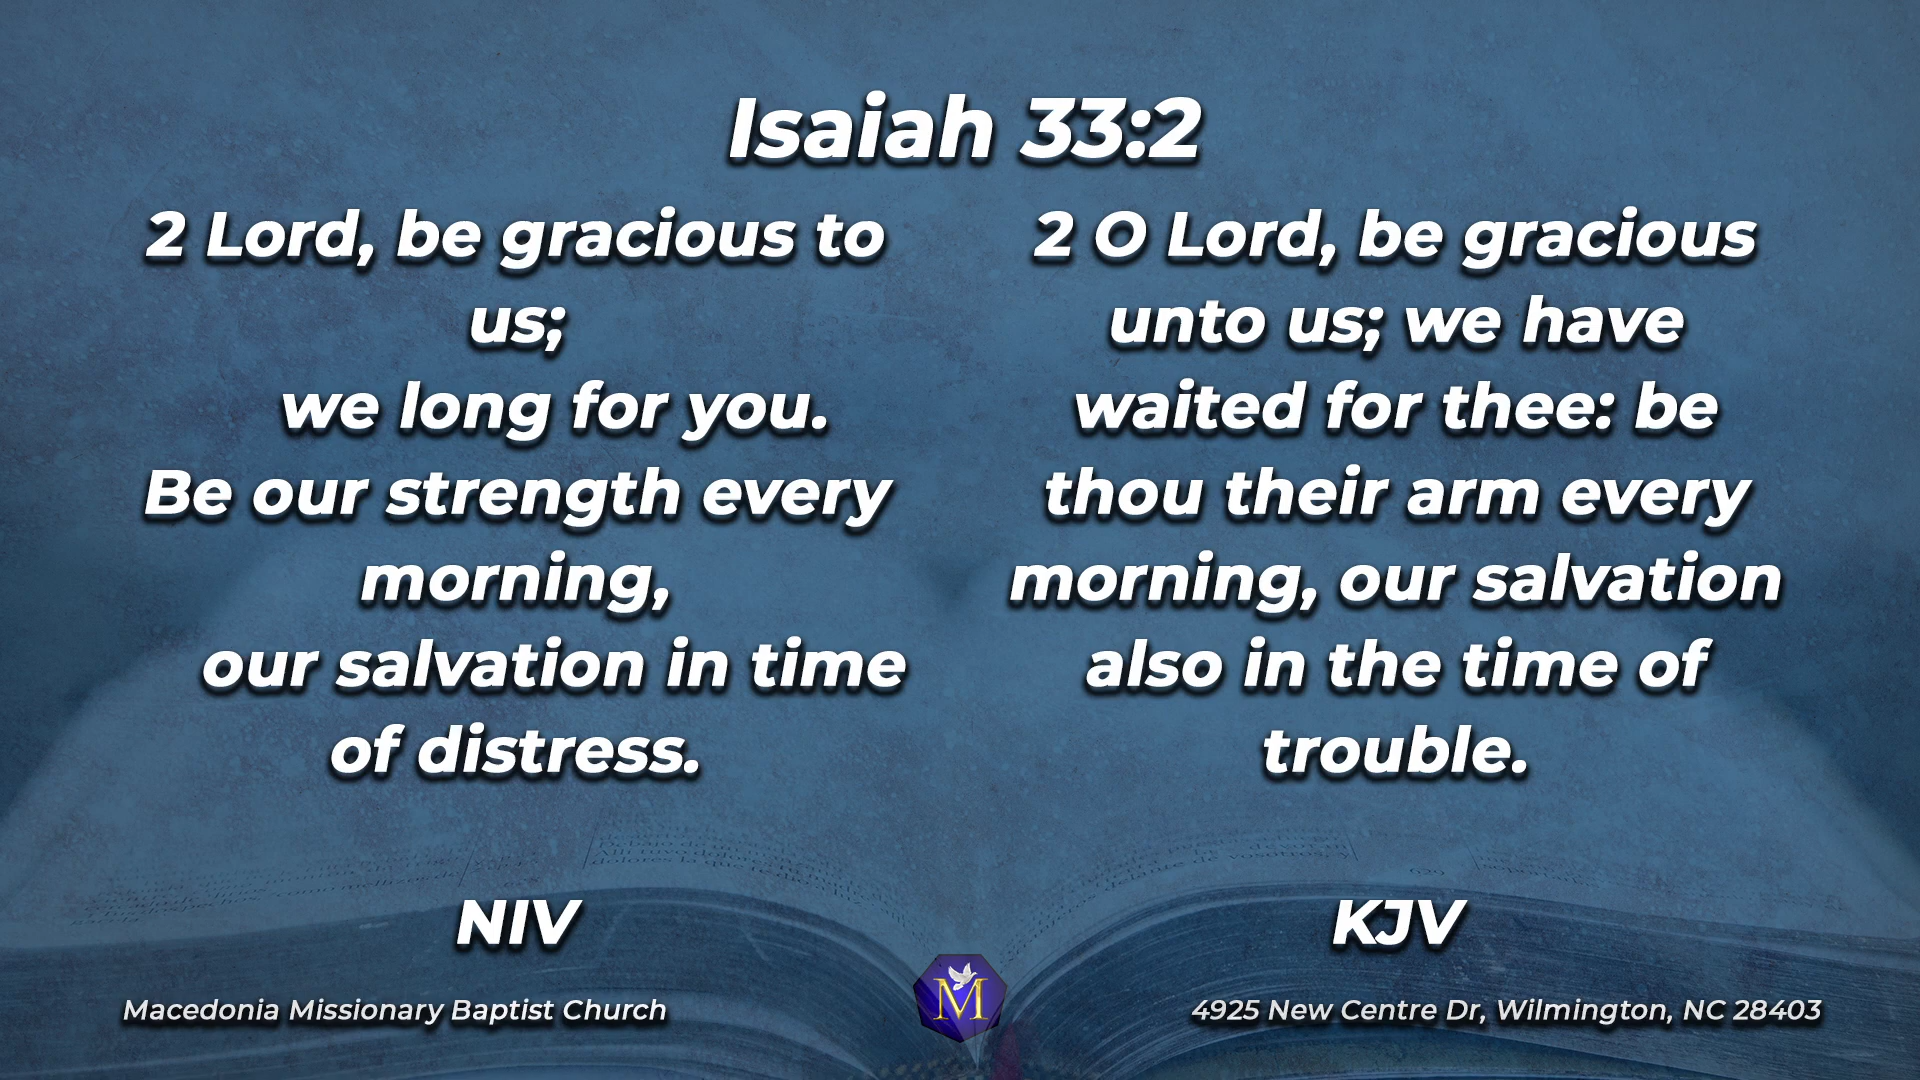 Isaiah 33:2
2 Lord, be gracious to
us;
we long for you.
Be our strength every
morning,
our salvation in time
of distress.
NIV
2 O Lord, be gracious
unto us; we have
waited for thee: be
thou their arm every
morning, our salvation
also in the time of
trouble.
KJV
Macedonia Missionary Baptist Church
M
4925 New Centre Dr, Wilmington, NC 28403